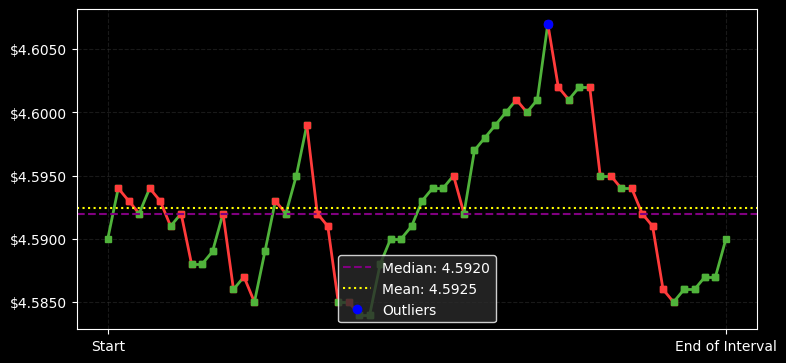 $4.6050
$4.6000
$4.5950
$4.5900
$4.5850
Median: 4.5920
Mean: 4.5925
Outliers
Start
End of Interval